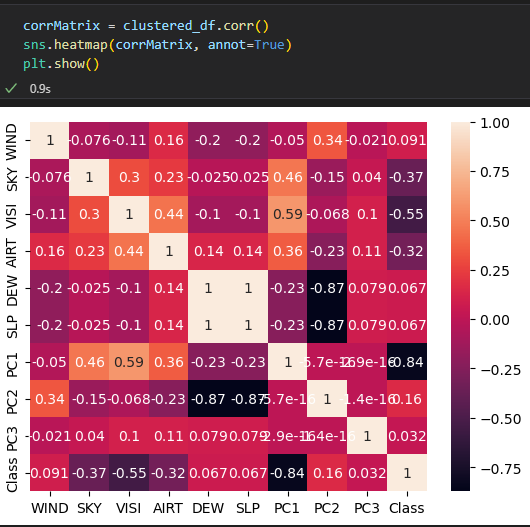 corrMatrix = clustered_df.corr()
sns.heatmap(corrMatrix, annot=True)
plt.show()
0.9s
WIND 1 -0.076 -0.11 0.16 -0.2 -0.2 -0.05 0.34 -0.021 0.091
SKY -0.076 1 0.3 0.23 -0.025 -0.025 0.46 -0.15 0.04 -0.37
VISI -0.11 0.3 1 0.44 -0.1 -0.1 0.59 -0.068 0.1 -0.55
AIRT 0.16 0.23 0.44 1 0.14 0.14 0.36 -0.23 0.11 -0.32
DEW -0.2 -0.025 -0.1 0.14 1 1 -0.23 -0.87 0.079 0.067
SLP -0.2 -0.025 -0.1 0.14 1 1 -0.23 -0.87 0.079 0.067
PC1 -0.05 0.46 0.59 0.36 -0.23 -0.23 1 -0.84
PC2 0.34 -0.15 -0.068 -0.23 -0.87 -0.87 1 0.16
PC3 -0.021 0.04 0.1 0.11 0.079 0.079 1 0.032
Class 0.091 -0.37 -0.55 -0.32 0.067 0.067 -0.84 0.16 0.032 1
WIND SKY VISI AIRT DEW SLP PC1 PC2 PC3 Class
1.00
0.75
0.50
0.25
0.00
−0.25
−0.50
−0.75